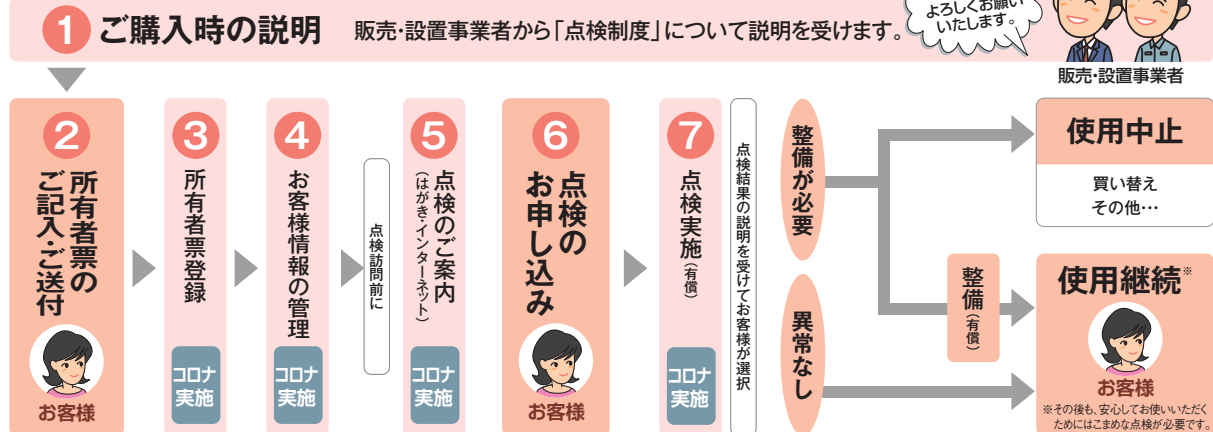 よろしくお願い
いたします。
1 ご購入時の説明 販売・設置事業者から「点検制度」について説明を受けます。
販売・設置事業者
2
所有者票の
ご記入・ご送付
お客様
3
所有者票登録
コロナ
実施
4
お客様情報の管理
コロナ
実施
点検訪問前に
5
点検のご案内
(はがき・インターネット)
コロナ
実施
6
点検の
お申し込み
お客様
7
点検実施(有償)
コロナ
実施
点検結果の説明を受けてお客様が選択
整備が必要
異常なし
使用中止
買い替え
その他…
整備(有償)
使用継続※
お客様
※その後も、安心してお使いいただく
ためにはこまめな点検が必要です。